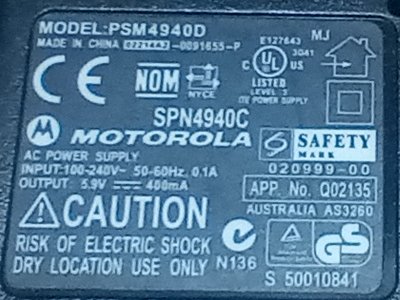 MODEL:PSM4940D
MADE IN CHINA 0221442-0091655-P
E127643 MJ
3G41
C UL US
LISTED
LEVEL 3
ITE POWER SUPPLY
CE NOM NYCE
SPN4940C
MOTOROLA
S SAFETY
MARK
AC POWER SUPPLY
INPUT:100-240V~ 50-60Hz, 0.1A
OUTPUT: 5.9V 400mA
020999-00
APP. No. Q02135
AUSTRALIA AS3260
CAUTION
RISK OF ELECTRIC SHOCK
DRY LOCATION USE ONLY
N136
GS
S 50010841